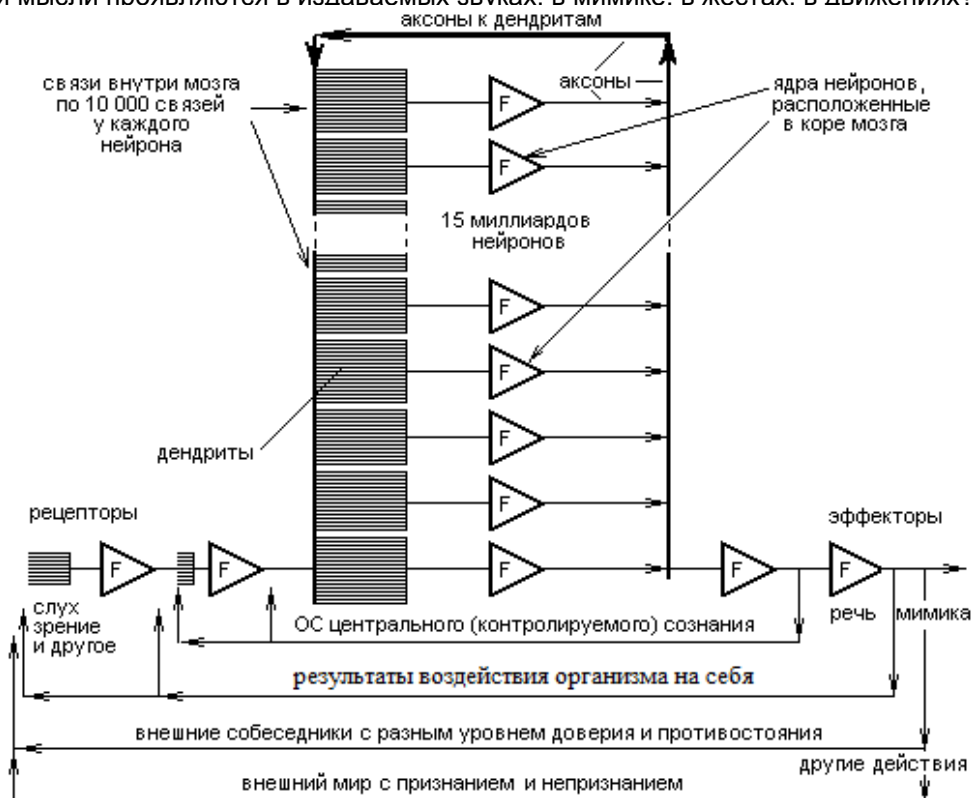 я мысли проявляются в издаваемых звуках, в мимике, в жестах, в движениях?
аксоны к дендритам
связи внутри мозга
по 10 000 связей
у каждого
нейрона
аксоны
ядра нейронов,
расположенные
в коре мозга
F
F
15 миллиардов
нейронов
F
F
F
F
дендриты
рецепторы
эффекторы
F
F
F
F
F
слух
зрение
и другое
ОС центрального (контролируемого) сознания
речь
мимика
результаты воздействия организма на себя
внешние собеседники с разным уровнем доверия и противостояния
другие действия
внешний мир с признанием и непризнанием